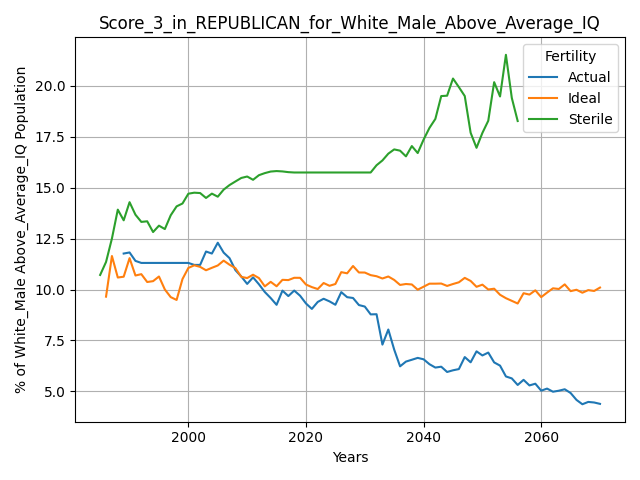 Score_3_in_REPUBLICAN_for_White_Male_Above_Average_IQ
% of White_Male Above_Average_IQ Population
20.0
17.5
15.0
12.5
10.0
7.5
5.0
Fertility
Actual
Ideal
Sterile
2000
2020
2040
2060
Years